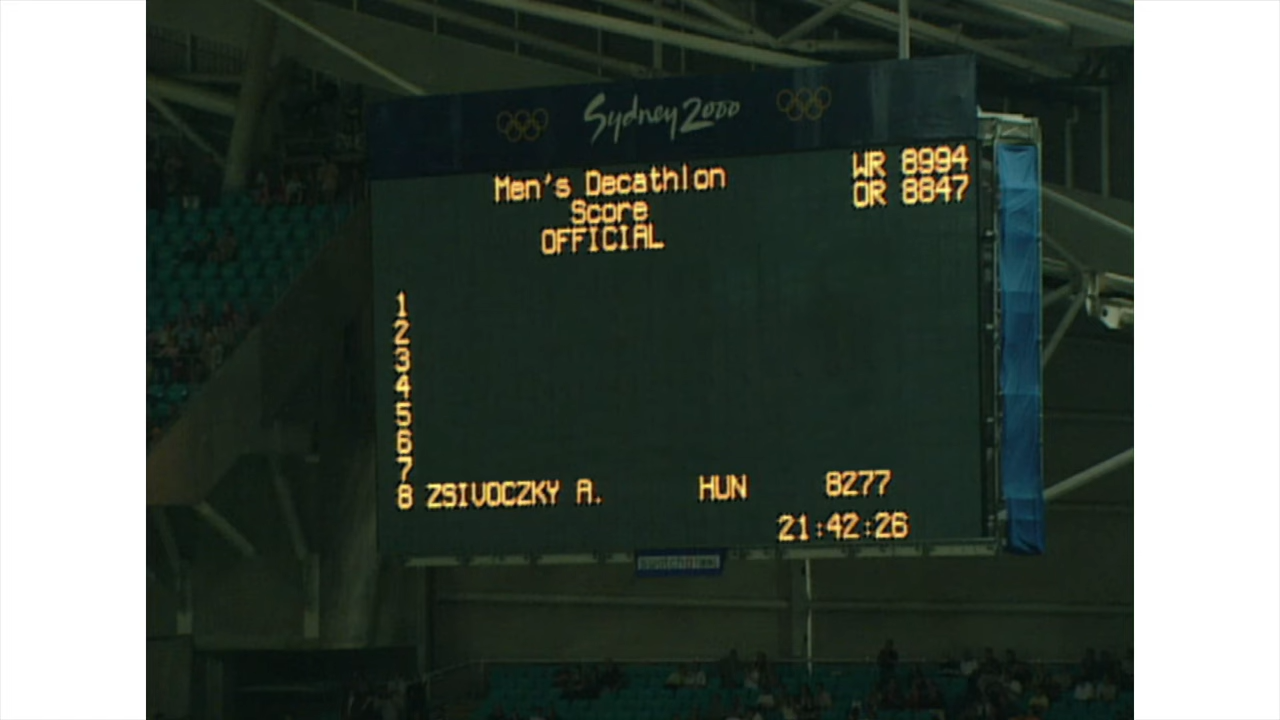 Sydney 2000
Men's Decathlon
WR 8994
Score
OR 8847
OFFICIAL
1
2
3
4
5
6
7
8 ZSIVOCZKY A. HUN 8277
21:42:26